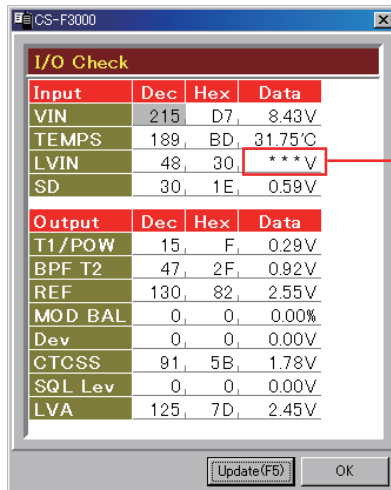 CS-F3000
I/O Check
Input Dec Hex Data
VIN 215 D7 8.43V
TEMPS 189 BD 31.75℃
LVIN 48 30 ***V
SD 30 1E 0.59V
Output Dec Hex Data
T1/POW 15 F 0.29V
BPF T2 47 2F 0.92V
REF 130 82 2.55V
MOD BAL 0 0 0.00%
Dev 0 0 0.00V
CTCSS 91 5B 1.78V
SQL Lev 0 0 0.00V
LVA 125 7D 2.45V
Update(F5) OK